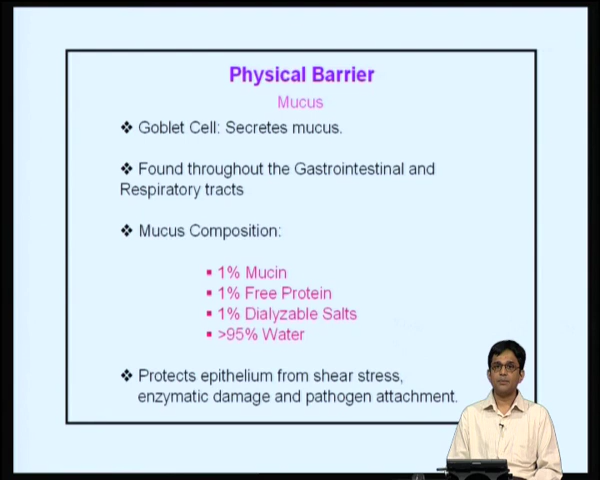 Physical Barrier
Mucus
❖ Goblet Cell: Secretes mucus.
❖ Found throughout the Gastrointestinal and
Respiratory tracts
❖ Mucus Composition:
▪ 1% Mucin
▪ 1% Free Protein
▪ 1% Dialyzable Salts
▪ >95% Water
❖ Protects epithelium from shear stress,
enzymatic damage and pathogen attachment.